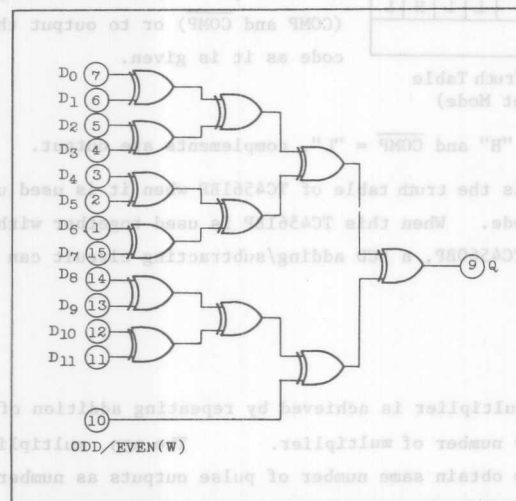 (COMP and COMP) or to output th
code as it is given.
ruth Table
t Mode)
"H" and COMP = "L", complements are output.
s the truth table of TC4561BP when it is used u
ode. When this TC4561BP is used together with
TC4560BP, a BCD adding/subtracting circuit can
D0 7
D1 6
D2 5
D3 4
D4 3
D5 2
D6 1
D7 15
D8 14
D9 13
D10 12
D11 11
10
ODD/EVEN(W)
9 Q
ultiplier is achieved by repeating addition of
number of multiplier.
multipli
obtain same number of pulse outputs as number